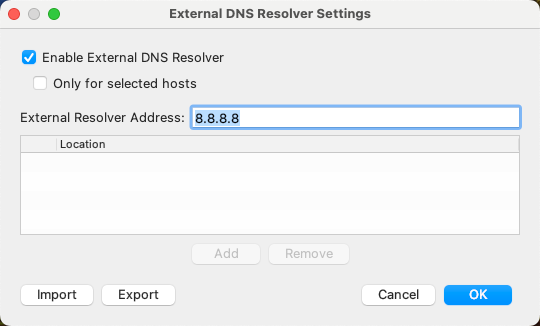 External DNS Resolver Settings
Enable External DNS Resolver
Only for selected hosts
External Resolver Address: 8.8.8.8
Location
Add Remove
Import Export Cancel OK